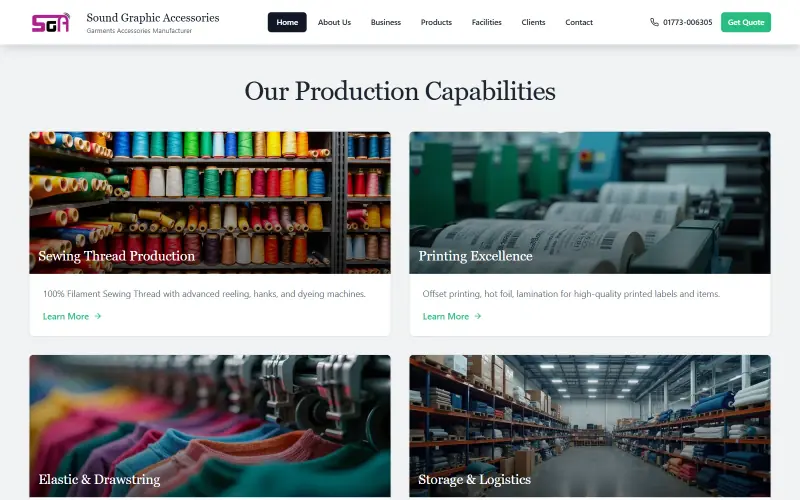 SGA
Sound Graphic Accessories
Garments Accessories Manufacturer
Home
About Us
Business
Products
Facilities
Clients
Contact
01773-006305
Get Quote
Our Production Capabilities
Sewing Thread Production
Printing Excellence
100% Filament Sewing Thread with advanced reeling, hanks, and dyeing machines.
Offset printing, hot foil, lamination for high-quality printed labels and items.
Learn More
Learn More
Elastic & Drawstring
Storage & Logistics